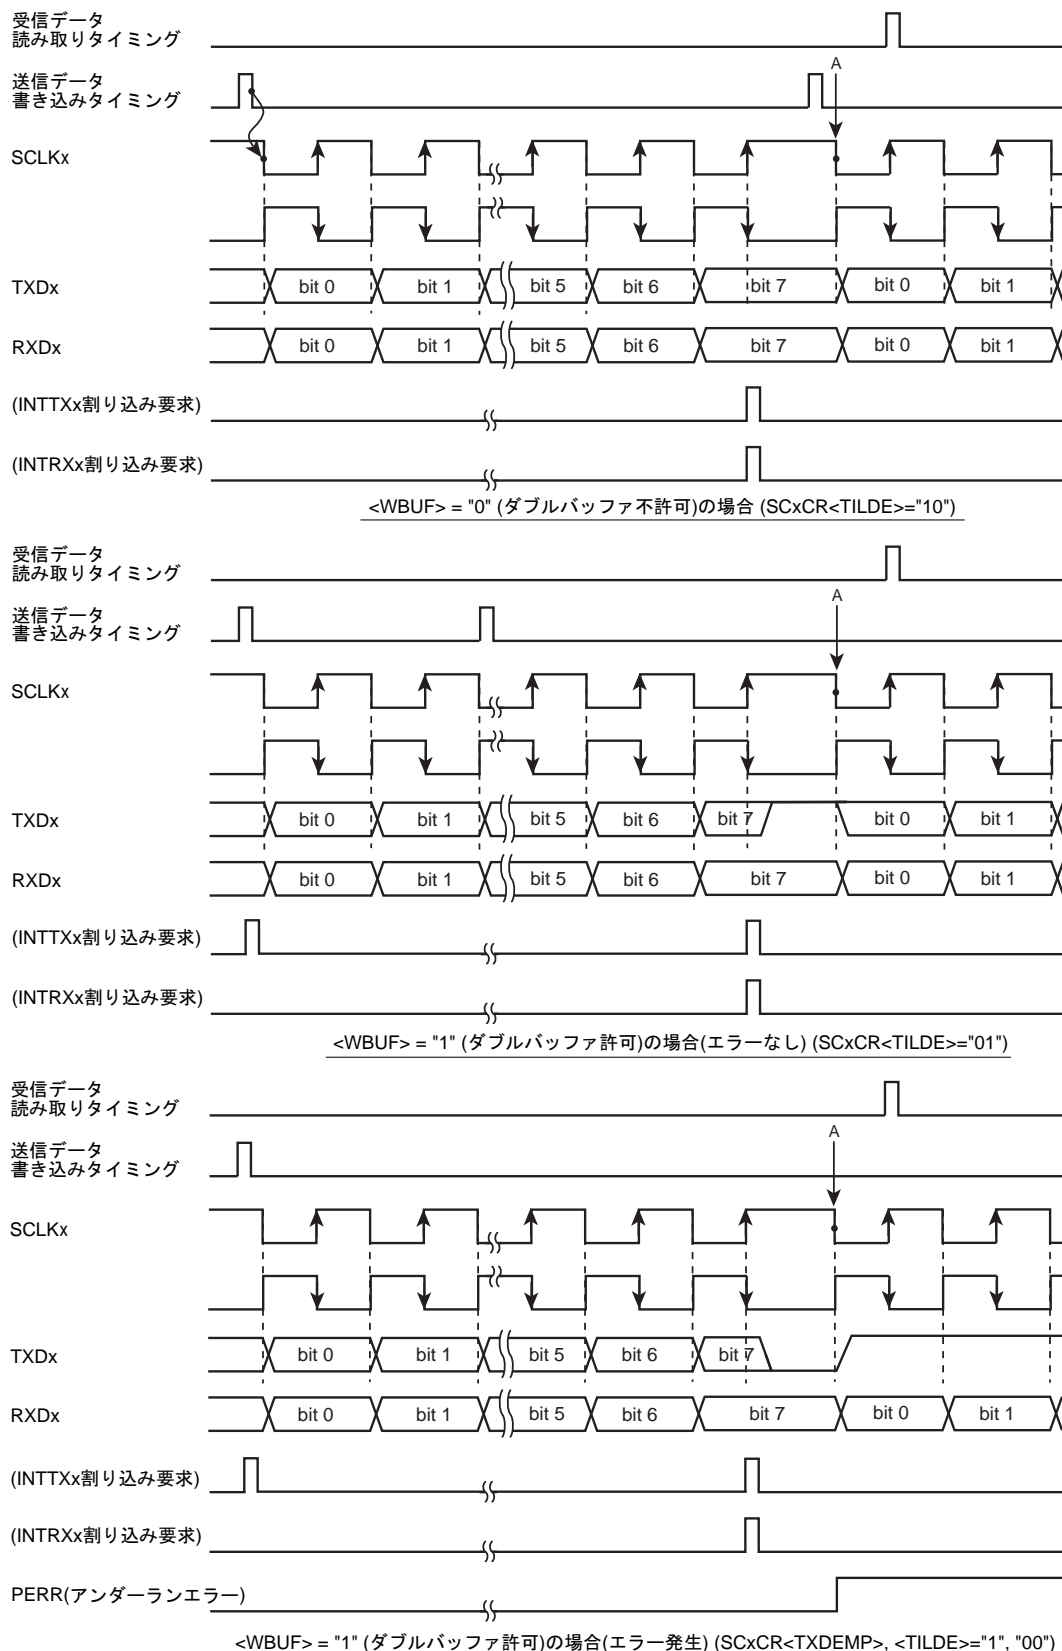 受信データ
読み取りタイミング
送信データ
書き込みタイミング
A
SCLKx
TXDx bit 0 bit 1 bit 5 bit 6 bit 7 bit 0 bit 1
RXDx bit 0 bit 1 bit 5 bit 6 bit 7 bit 0 bit 1
(INTTXx割り込み要求)
(INTRXx割り込み要求)
<WBUF> = "0" (ダブルバッファ不許可)の場合 (SCxCR<TILDE>="10")
受信データ
読み取りタイミング
送信データ
書き込みタイミング
A
SCLKx
TXDx bit 0 bit 1 bit 5 bit 6 bit 7 bit 0 bit 1
RXDx bit 0 bit 1 bit 5 bit 6 bit 7 bit 0 bit 1
(INTTXx割り込み要求)
(INTRXx割り込み要求)
<WBUF> = "1" (ダブルバッファ許可)の場合(エラーなし) (SCxCR<TILDE>="01")
受信データ
読み取りタイミング
送信データ
書き込みタイミング
A
SCLKx
TXDx bit 0 bit 1 bit 5 bit 6 bit 7
RXDx bit 0 bit 1 bit 5 bit 6 bit 7 bit 0 bit 1
(INTTXx割り込み要求)
(INTRXx割り込み要求)
PERR(アンダーランエラー)
<WBUF> = "1" (ダブルバッファ許可)の場合(エラー発生) (SCxCR<TXDEMP>, <TILDE>="1", "00")